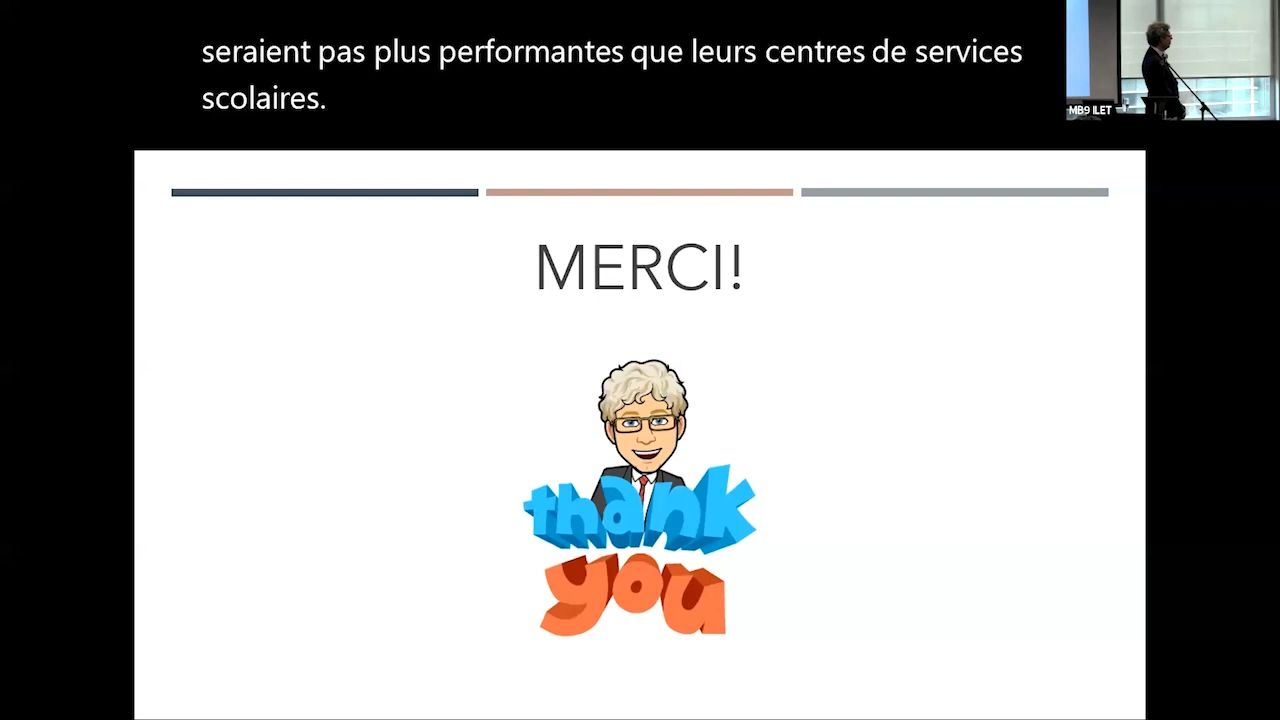 seraient pas plus performantes que leurs centres de services
scolaires.
MB9 ILET
MERCI!
thank
you